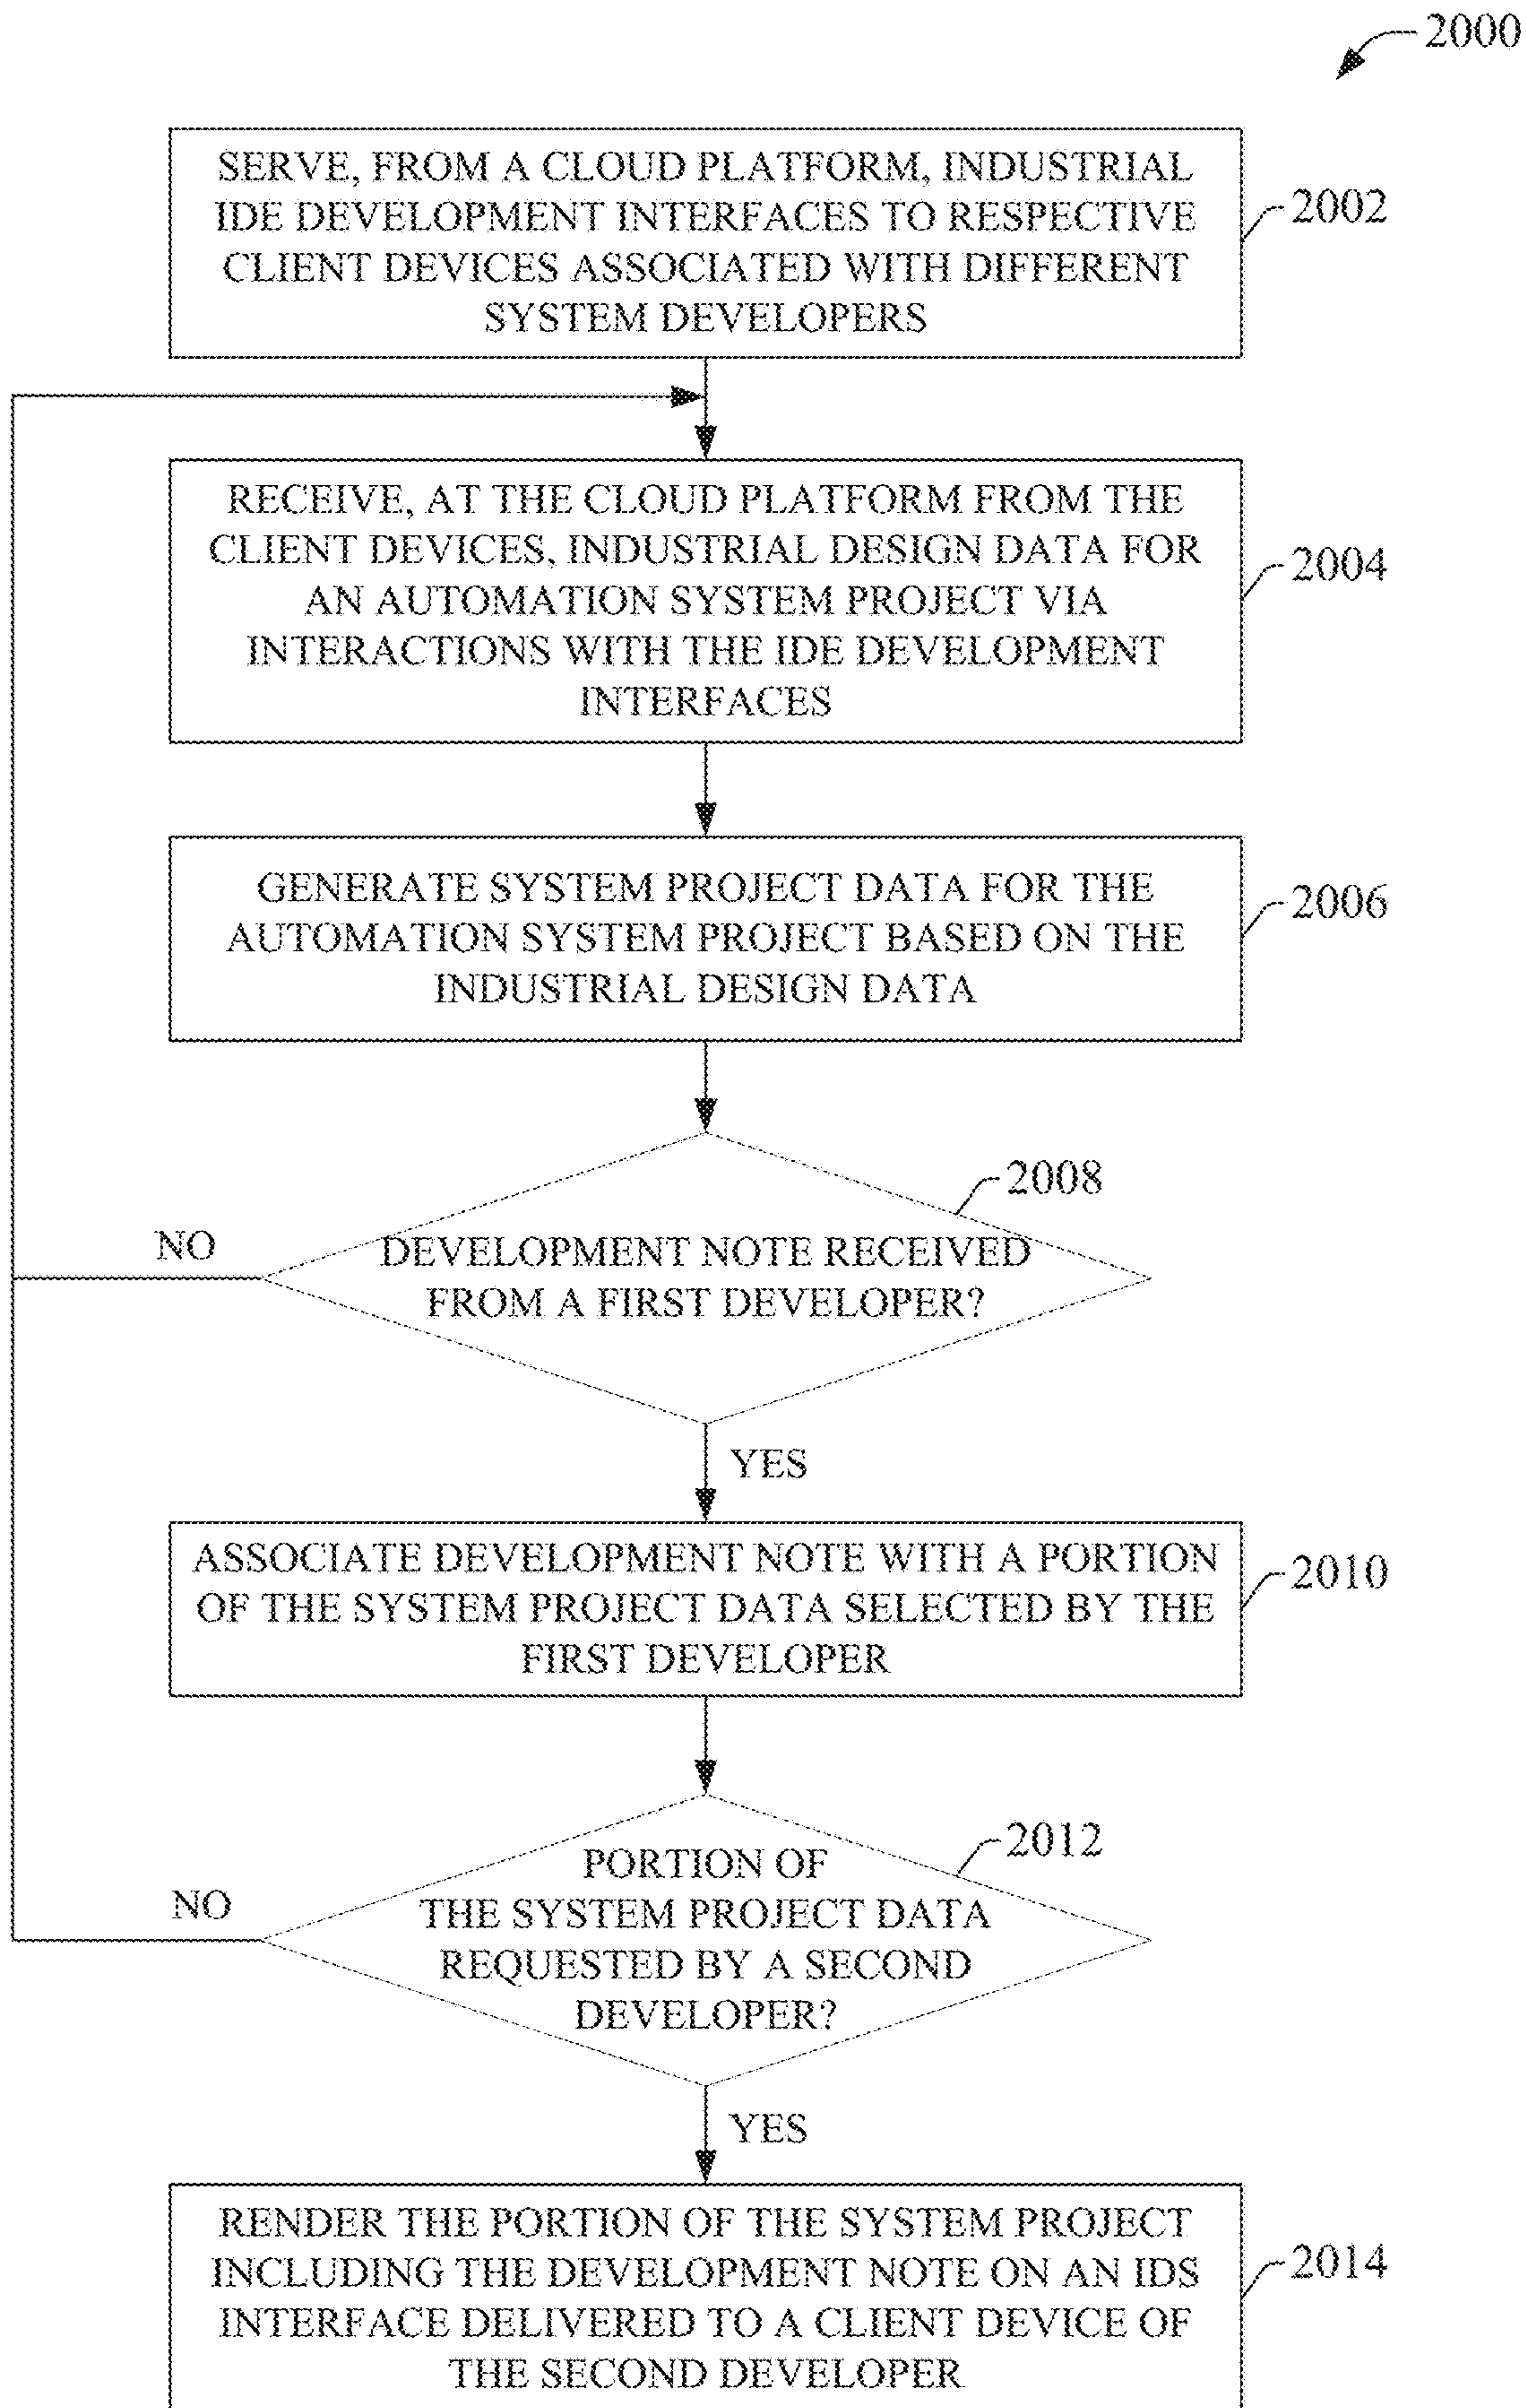 2000
SERVE, FROM A CLOUD PLATFORM, INDUSTRIAL
IDE DEVELOPMENT INTERFACES TO RESPECTIVE
CLIENT DEVICES ASSOCIATED WITH DIFFERENT
SYSTEM DEVELOPERS
2002
RECEIVE, AT THE CLOUD PLATFORM FROM THE
CLIENT DEVICES, INDUSTRIAL DESIGN DATA FOR
AN AUTOMATION SYSTEM PROJECT VIA
INTERACTIONS WITH THE IDE DEVELOPMENT
INTERFACES
2004
GENERATE SYSTEM PROJECT DATA FOR THE
AUTOMATION SYSTEM PROJECT BASED ON THE
INDUSTRIAL DESIGN DATA
2006
2008
NO
DEVELOPMENT NOTE RECEIVED
FROM A FIRST DEVELOPER?
YES
ASSOCIATE DEVELOPMENT NOTE WITH A PORTION
OF THE SYSTEM PROJECT DATA SELECTED BY THE
FIRST DEVELOPER
2010
2012
NO
PORTION OF
THE SYSTEM PROJECT DATA
REQUESTED BY A SECOND
DEVELOPER?
YES
RENDER THE PORTION OF THE SYSTEM PROJECT
INCLUDING THE DEVELOPMENT NOTE ON AN IDS
INTERFACE DELIVERED TO A CLIENT DEVICE OF
THE SECOND DEVELOPER
2014